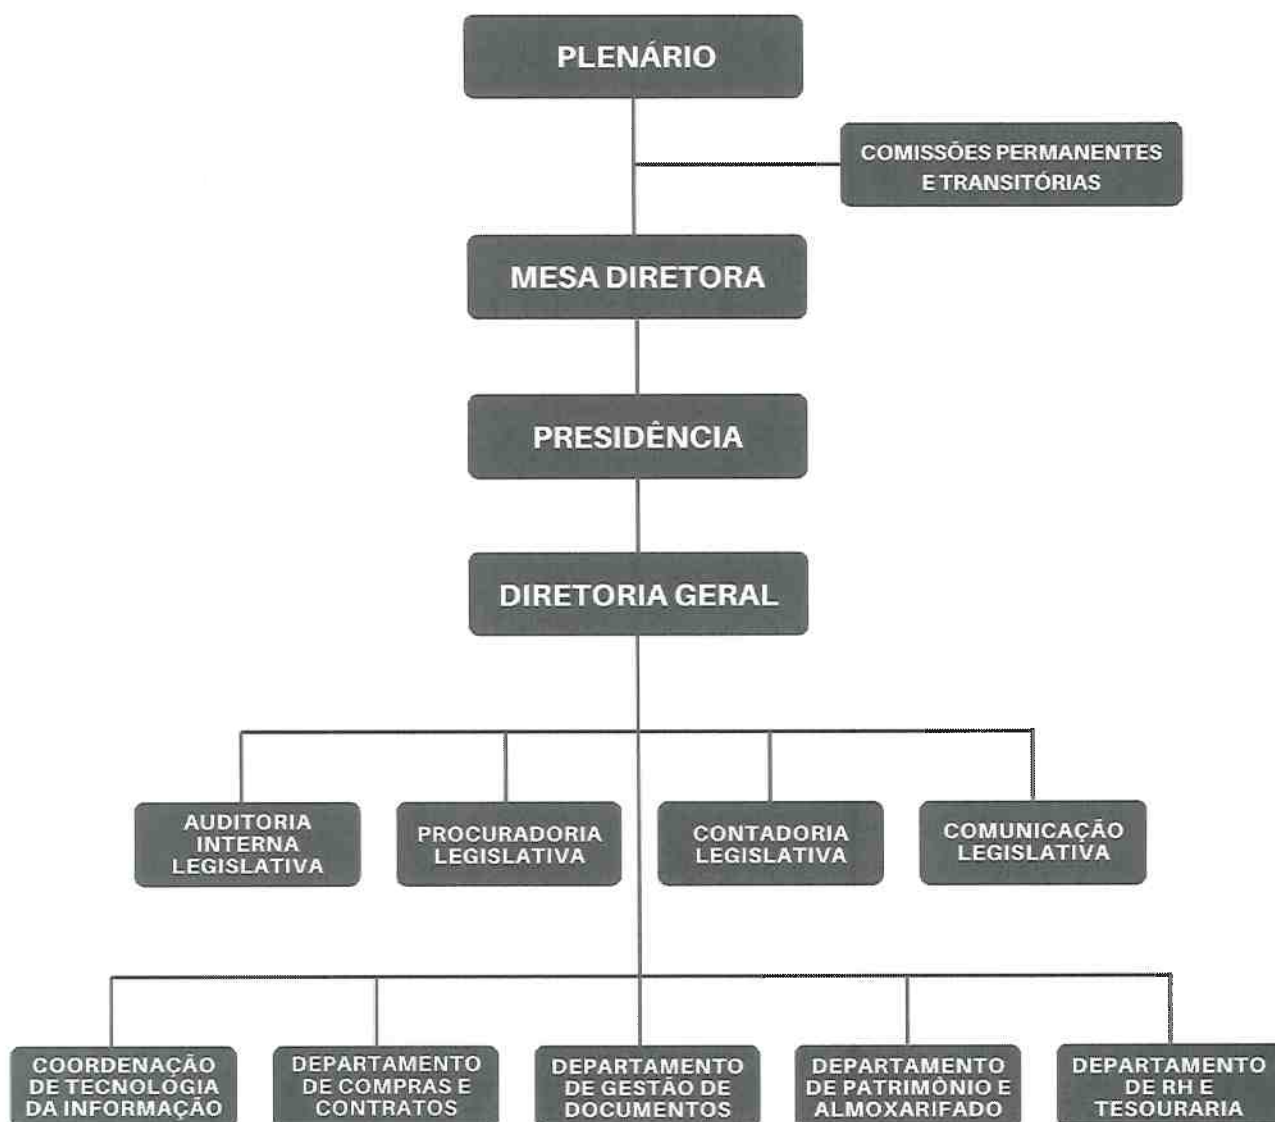 PLENÁRIO
COMISSÕES PERMANENTES
E TRANSITÓRIAS
MESA DIRETORA
PRESIDÊNCIA
DIRETORIA GERAL
AUDITORIA
INTERNA
LEGISLATIVA
PROCURADORIA
LEGISLATIVA
CONTADORIA
LEGISLATIVA
COMUNICAÇÃO
LEGISLATIVA
COORDENAÇÃO
DE TECNOLOGIA
DA INFORMAÇÃO
DEPARTAMENTO
DE COMPRAS E
CONTRATOS
DEPARTAMENTO
DE GESTÃO DE
DOCUMENTOS
DEPARTAMENTO
DE PATRIMÔNIO E
ALMOXARIFADO
DEPARTAMENTO
DE RH E
TESOURARIA